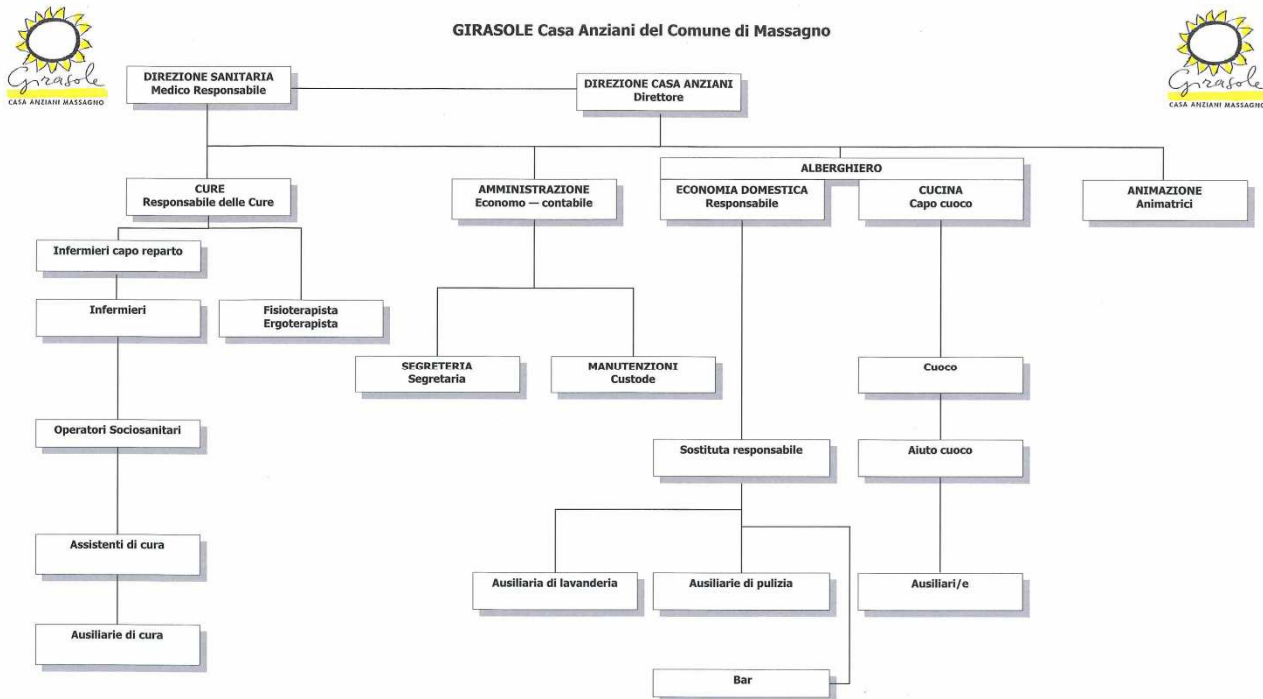 GIRASOLE Casa Anziani del Comune di Massagno
Girasole
CASA ANZIANI MASSAGNO
Girasole
CASA ANZIANI MASSAGNO
DIREZIONE SANITARIA
Medico Responsabile
DIREZIONE CASA ANZIANI
Direttore
CURE
Responsabile delle Cure
AMMINISTRAZIONE
Economo — contabile
ALBERGHIERO
ECONOMIA DOMESTICA
Responsabile
CUCINA
Capo cuoco
ANIMAZIONE
Animatrici
Infermieri capo reparto
Infermieri
Fisioterapista
Ergoterapista
SEGRETERIA
Segretaria
MANUTENZIONI
Custode
Cuoco
Operatori Sociosanitari
Sostituta responsabile
Aiuto cuoco
Assistenti di cura
Ausiliaria di lavanderia
Ausiliarie di pulizia
Ausiliari/e
Ausiliarie di cura
Bar